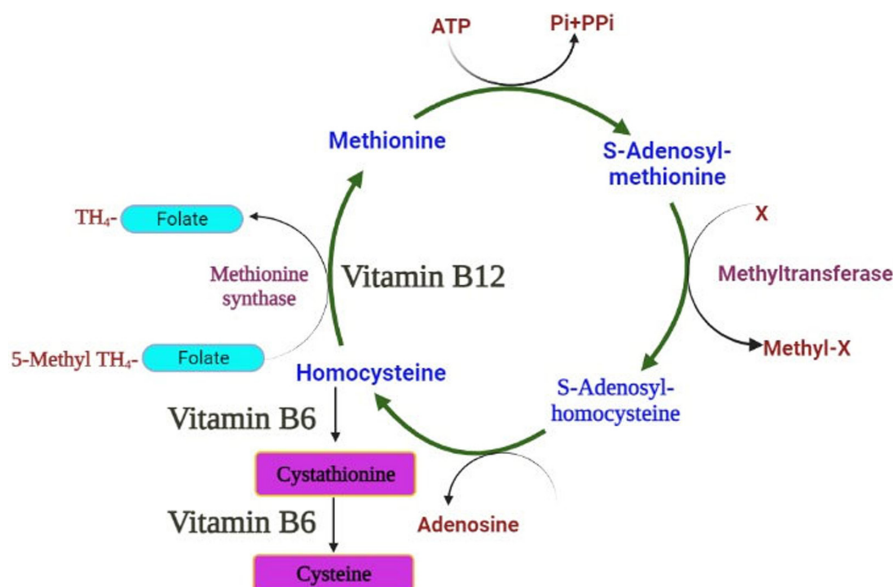 ATP
Pi+PPi
Methionine
S-Adenosyl-
methionine
TH₄-
Folate
X
Methionine
synthase
Vitamin B12
Methyltransferase
5-Methyl TH₄-
Folate
Methyl-X
Homocysteine
S-Adenosyl-
homocysteine
Vitamin B6
Cystathionine
Vitamin B6
Adenosine
Cysteine